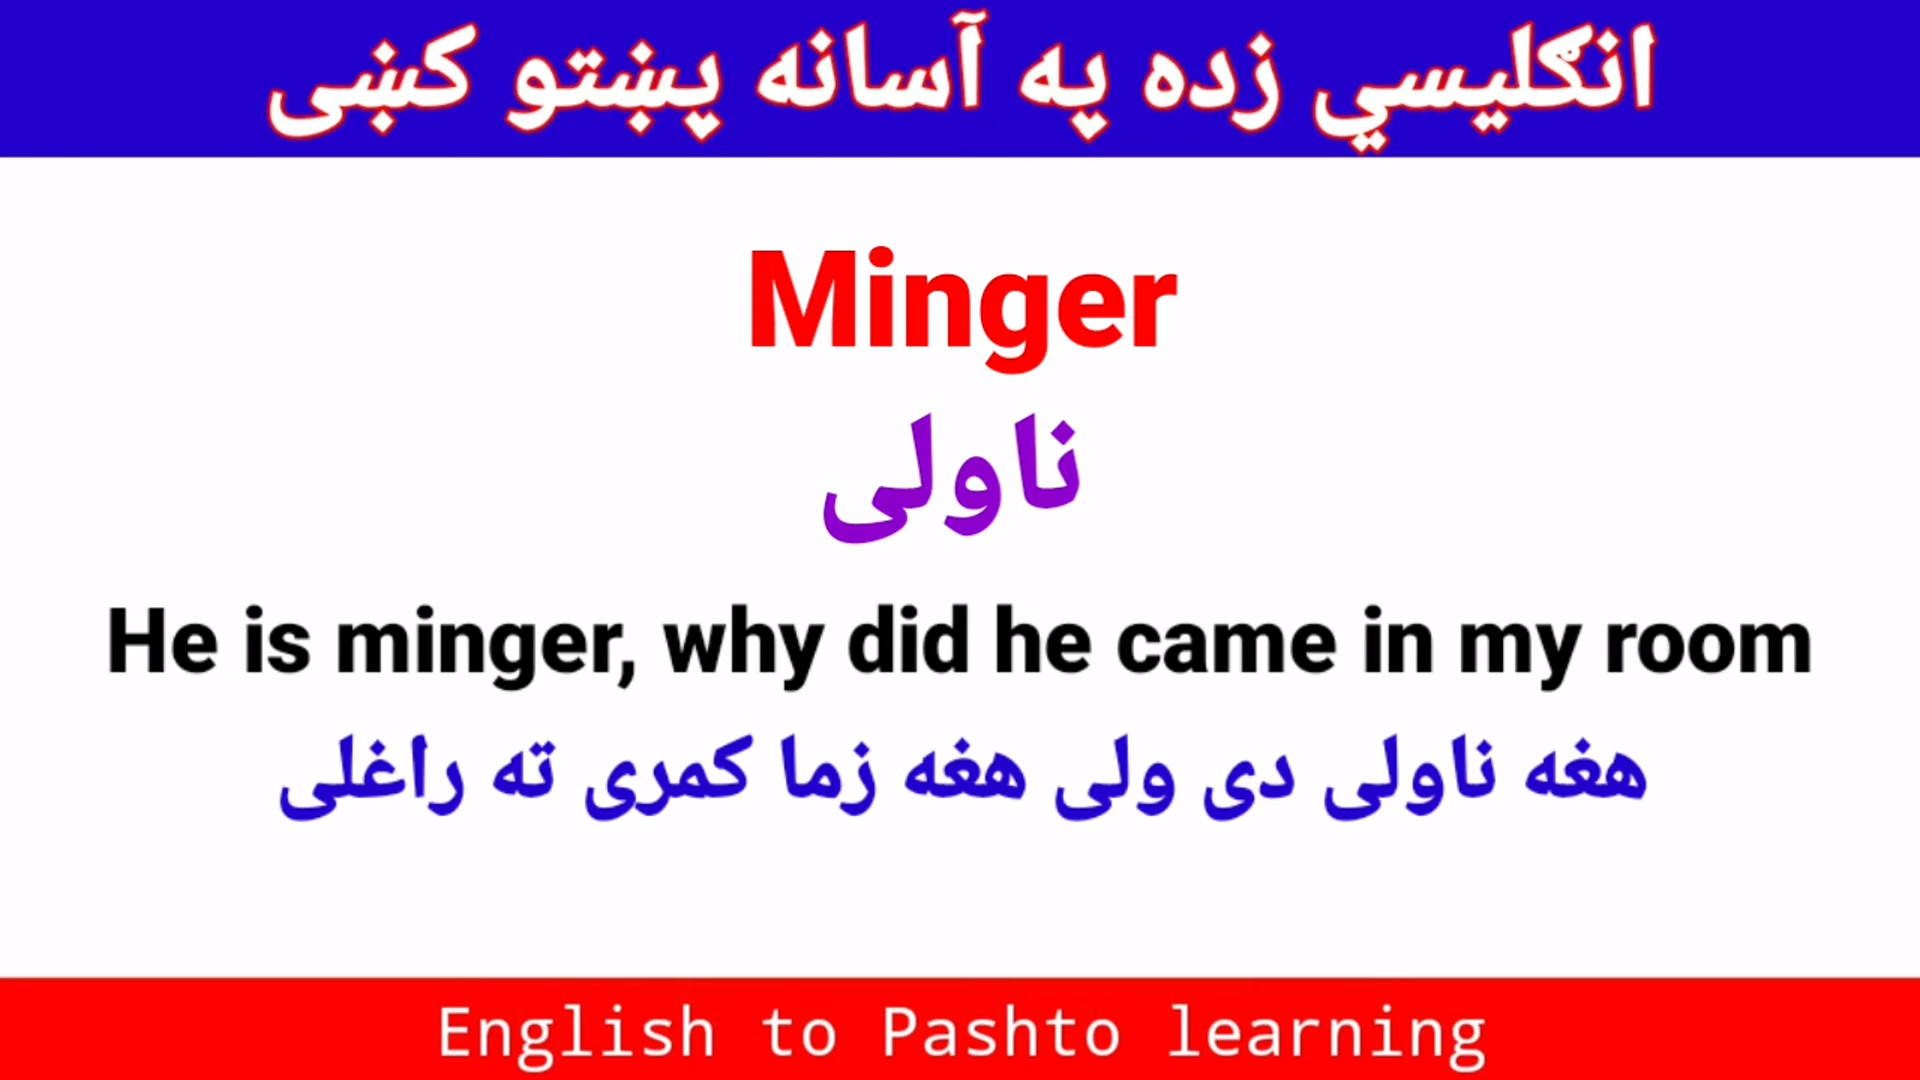 انګلیسي زده په آسانه پښتو کښی
Minger
ناولی
He is minger, why did he came in my room
هغه ناولی دی ولی هغه زما کمری ته راغلی
English to Pashto learning